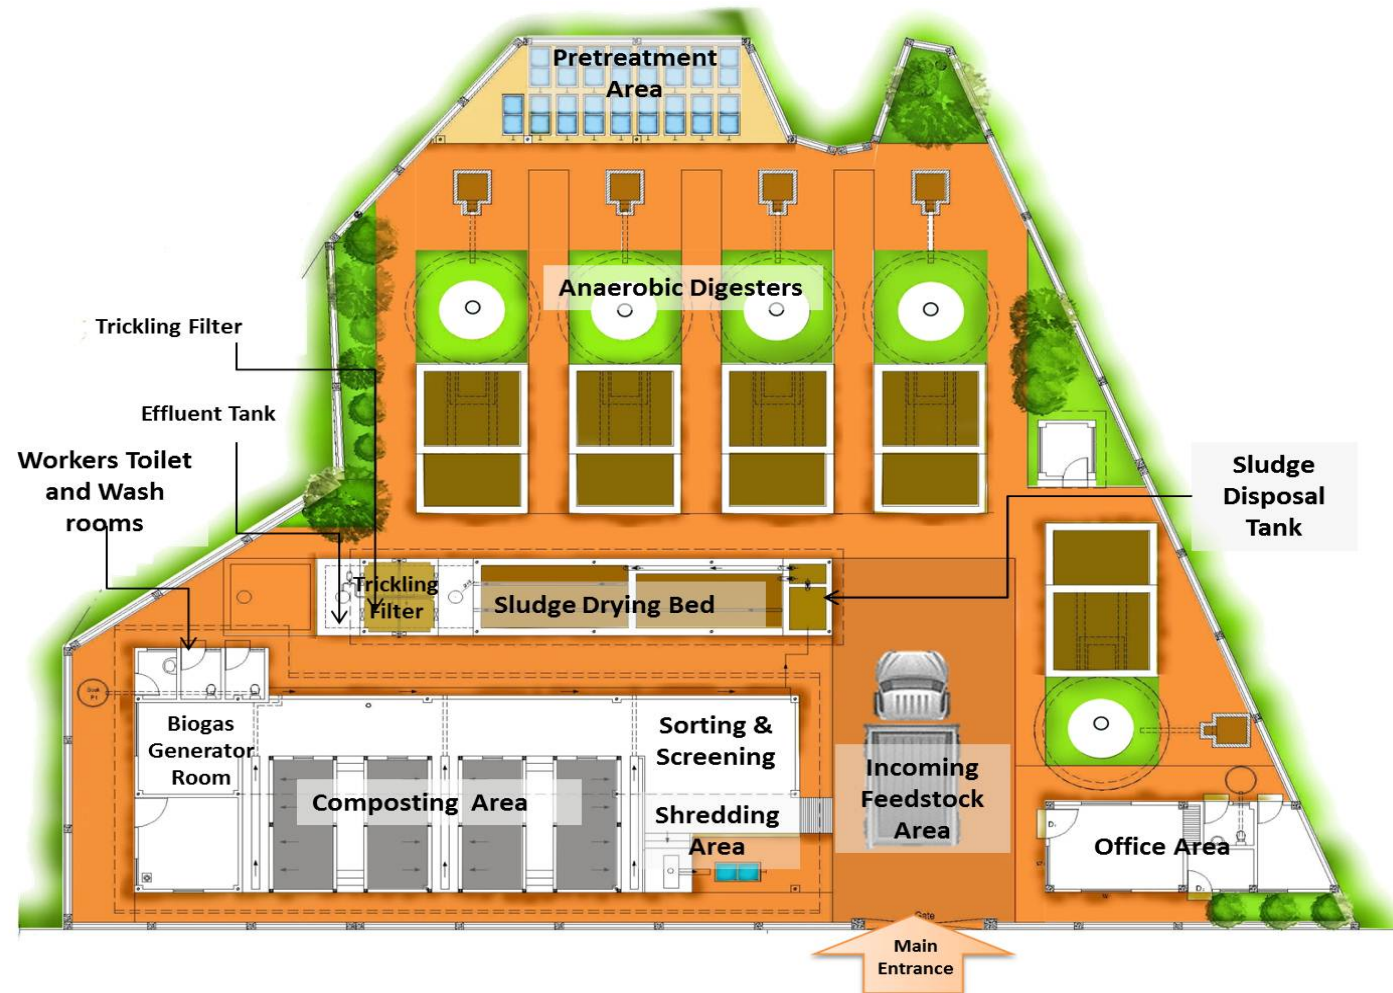 Pretreatment
Area
Anaerobic Digesters
Trickling Filter
Effluent Tank
Workers Toilet
and Wash
rooms
Sludge
Disposal
Tank
Trickling
Filter
Sludge Drying Bed
Biogas
Generator
Room
Sorting &
Screening
Composting Area
Shredding
Area
Incoming
Feedstock
Area
Office Area
Gate
Main
Entrance